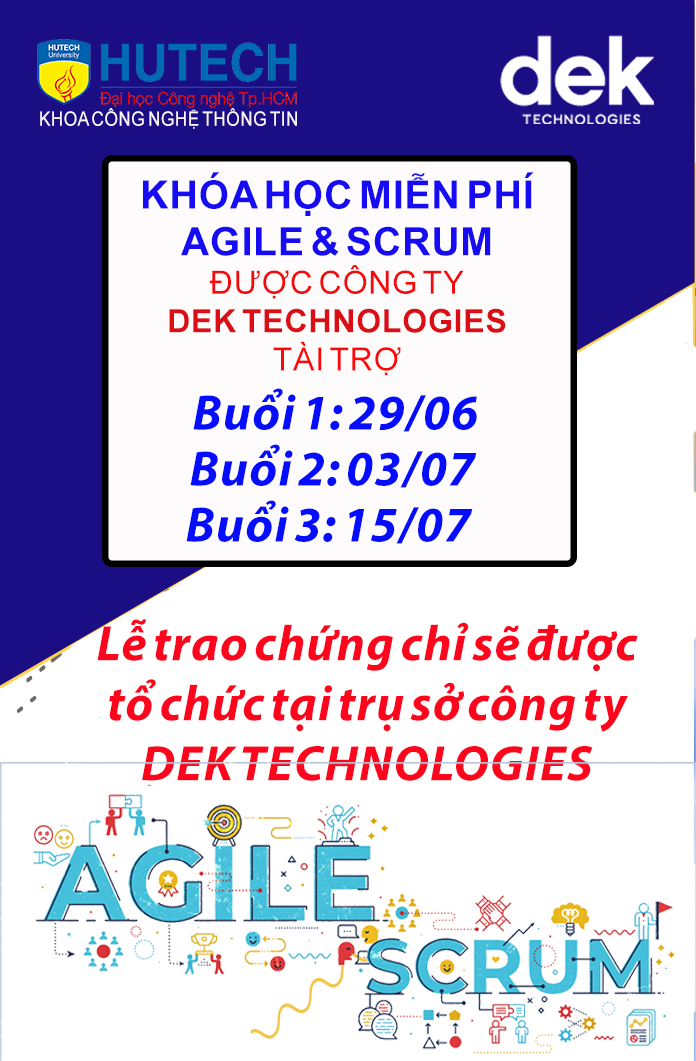 HUTECH
University
HUTECH
Đại học Công nghệ Tp.HCM
KHOA CÔNG NGHỆ THÔNG TIN
dek
TECHNOLOGIES
KHÓA HỌC MIỄN PHÍ
AGILE & SCRUM
ĐƯỢC CÔNG TY
DEK TECHNOLOGIES
TÀI TRỢ
Buổi 1: 29/06
Buổi 2: 03/07
Buổi 3: 15/07
Lễ trao chứng chỉ sẽ được
tổ chức tại trụ sở công ty
DEK TECHNOLOGIES
AGILE
SCRUM